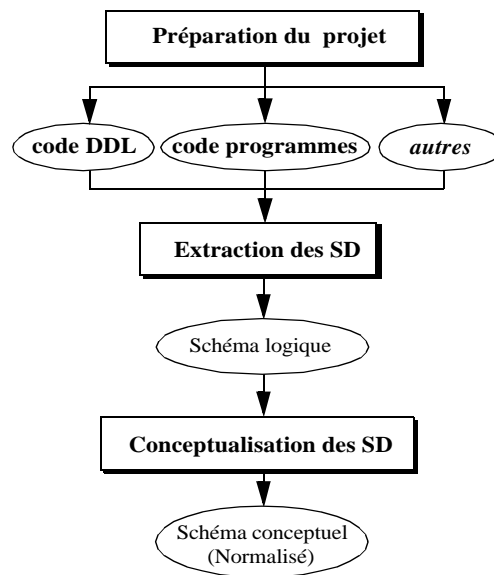 Préparation du projet
code DDL
code programmes
autres
Extraction des SD
Schéma logique
Conceptualisation des SD
Schéma conceptuel
(Normalisé)